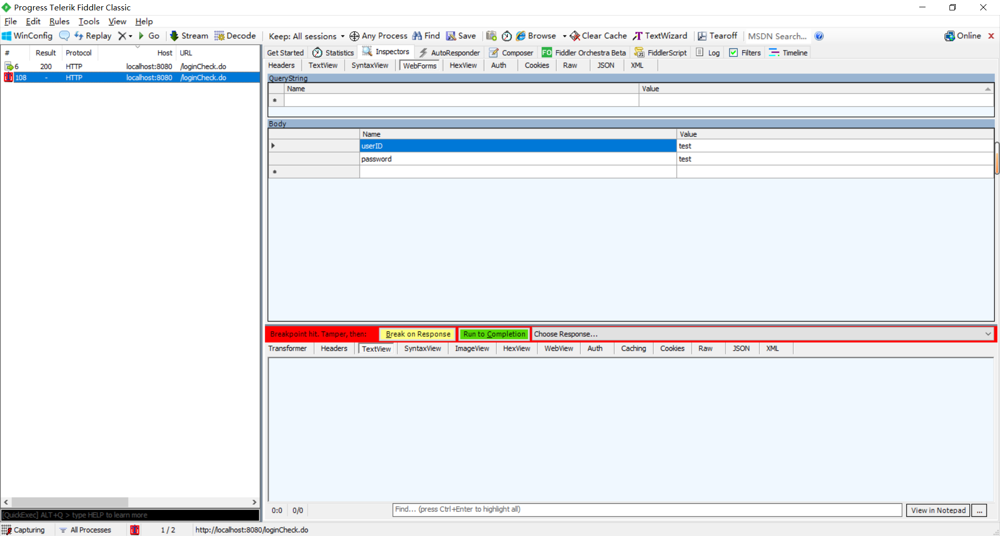 Progress Telerik Fiddler Classic
File Edit Rules Tools View Help
WinConfig Replay Go Stream Decode Keep: All sessions Any Process Find Save Browse Clear Cache TextWizard Tearoff MSDN Search... Online
# Result Protocol Host URL
6 200 HTTP localhost:8080 /loginCheck.do
108 - HTTP localhost:8080 /loginCheck.do
Get Started Statistics Inspectors AutoResponder Composer FO Fiddler Orchestra Beta FiddlerScript Log Filters Timeline
Headers TextView SyntaxView WebForms HexView Auth Cookies Raw JSON XML
QueryString
Name Value
*
Body
Name Value
userID test
password test
*
Breakpoint hit. Tamper, then: Break on Response Run to Completion Choose Response...
Transformer Headers TextView SyntaxView ImageView HexView WebView Auth Caching Cookies Raw JSON XML
0:0 0/0 Find... (press Ctrl+Enter to highlight all) View in Notepad ...
[QuickExec] ALT+Q > type HELP to learn more
Capturing All Processes 1 / 2 http://localhost:8080/loginCheck.do